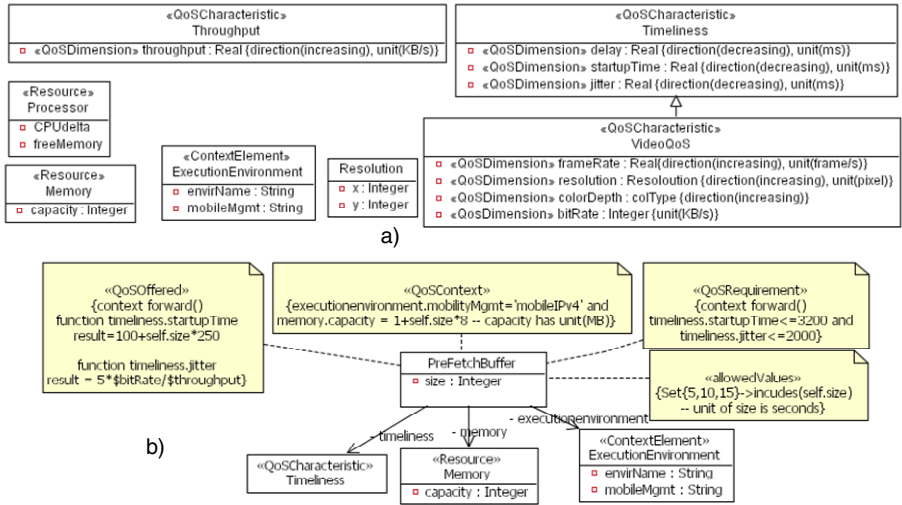 «QoSCharacteristic»
Throughput
«QoSDimension» throughput : Real {direction(increasing), unit(KB/s)}
«QoSCharacteristic»
Timeliness
«QoSDimension» delay : Real {direction(decreasing), unit(ms)}
«QoSDimension» startupTime : Real {direction(decreasing), unit(ms)}
«QoSDimension» jitter : Real {direction(decreasing), unit(ms)}
«Resource»
Processor
CPUdelta
freeMemory
«Resource»
Memory
capacity : Integer
«ContextElement»
ExecutionEnvironment
envirName : String
mobileMgmt : String
Resolution
x : Integer
y : Integer
«QoSCharacteristic»
VideoQoS
«QoSDimension» frameRate : Real{direction(increasing), unit(frame/s)}
«QoSDimension» resolution : Resoloution {direction(increasing), unit(pixel)}
«QoSDimension» colorDepth : colType {direction(increasing)}
«QosDimension» bitRate : Integer {unit(KB/s)}
a)
«QoSOffered»
{context forward()
function timeliness.startupTime
result=100+self.size*250
function timeliness.jitter
result = 5*$bitRate/$throughput}
«QoSContext»
{executionenvironment.mobilityMgmt='mobileIPv4' and
memory.capacity = 1+self.size*8 -- capacity has unit(MB)}
«QoSRequirement»
{context forward()
timeliness.startupTime<=3200 and
timeliness.jitter<=2000}
PreFetchBuffer
size : Integer
«allowedValues»
{Set{5,10,15}->incudes(self.size)
-- unit of size is seconds}
- timeliness
- memory
- executionenvironment
b)
«QoSCharacteristic»
Timeliness
«Resource»
Memory
capacity : Integer
«ContextElement»
ExecutionEnvironment
envirName : String
mobileMgmt : String